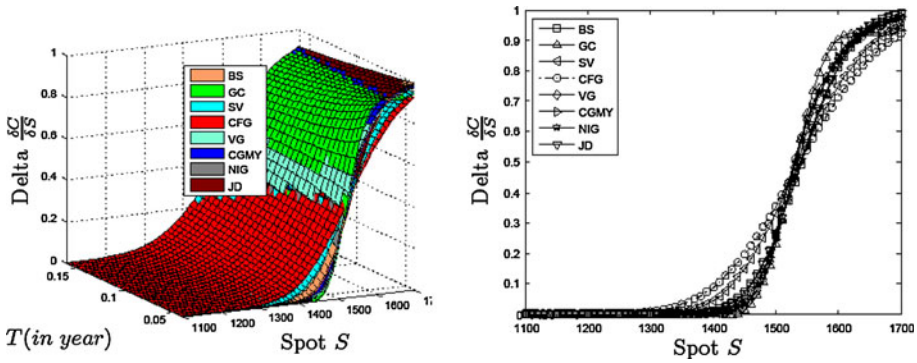 Delta δC/δS
1
0.8
0.6
0.4
0.2
0
0.15
0.1
0.05
T(in year)
1100
1200
1300
1400
1500
1600
Spot S
BS
GC
SV
CFG
VG
CGMY
NIG
JD
Delta δC/δS
1
0.9
0.8
0.7
0.6
0.5
0.4
0.3
0.2
0.1
0
1100
1200
1300
1400
1500
1600
1700
Spot S
BS
GC
SV
CFG
VG
CGMY
NIG
JD